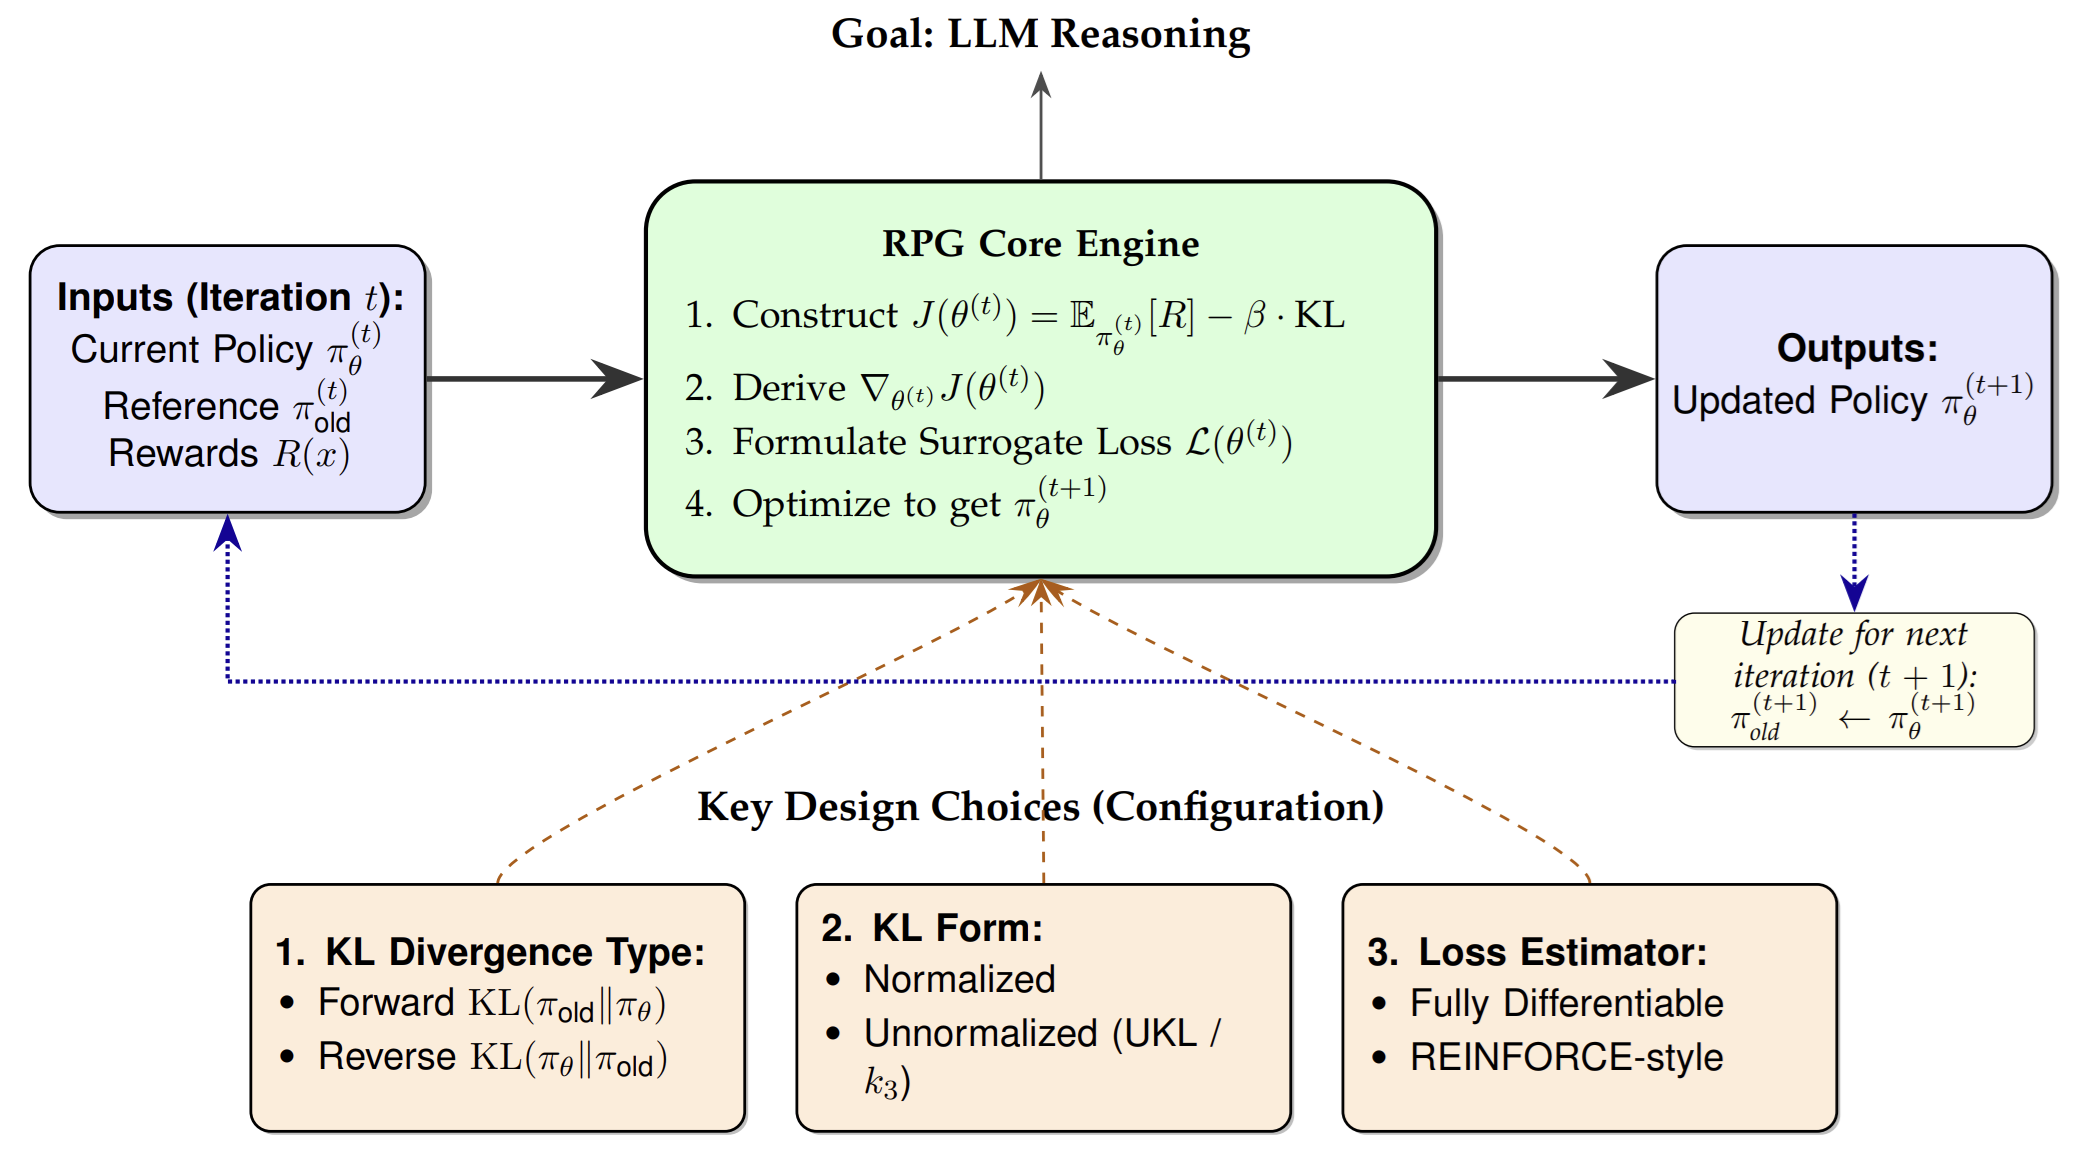 Goal: LLM Reasoning
Inputs (Iteration $t$):
Current Policy $\pi_\theta^{(t)}$
Reference $\pi_{\text{old}}^{(t)}$
Rewards $R(x)$
RPG Core Engine
1. Construct $J(\theta^{(t)}) = \mathbb{E}_{\pi_\theta^{(t)}}[R] - \beta \cdot \mathrm{KL}$
2. Derive $\nabla_{\theta^{(t)}} J(\theta^{(t)})$
3. Formulate Surrogate Loss $\mathcal{L}(\theta^{(t)})$
4. Optimize to get $\pi_\theta^{(t+1)}$
Outputs:
Updated Policy $\pi_\theta^{(t+1)}$
Update for next
iteration $(t + 1)$:
$\pi_{old}^{(t+1)} \leftarrow \pi_\theta^{(t+1)}$
Key Design Choices (Configuration)
1. KL Divergence Type:
• Forward $\mathrm{KL}(\pi_{\text{old}} \| \pi_\theta)$
• Reverse $\mathrm{KL}(\pi_\theta \| \pi_{\text{old}})$
2. KL Form:
• Normalized
• Unnormalized (UKL /
$k_3$)
3. Loss Estimator:
• Fully Differentiable
• REINFORCE-style